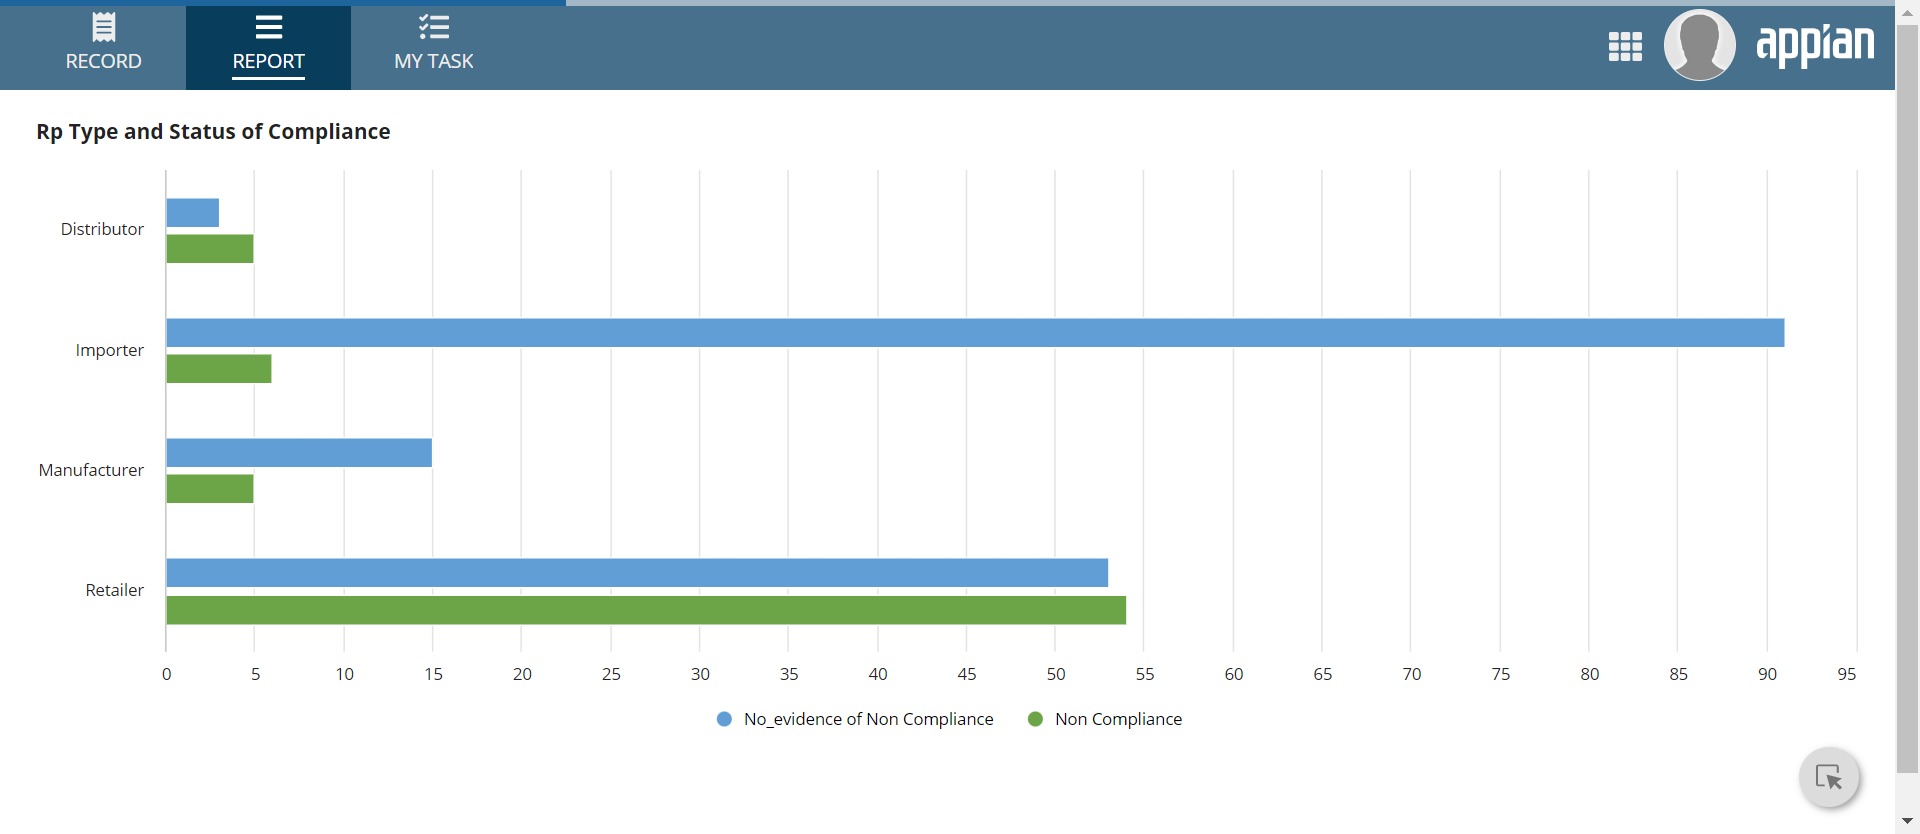 RECORD
REPORT
MY TASK
appian
Rp Type and Status of Compliance
Distributor
Importer
Manufacturer
Retailer
0 5 10 15 20 25 30 35 40 45 50 55 60 65 70 75 80 85 90 95
No_evidence of Non Compliance
Non Compliance